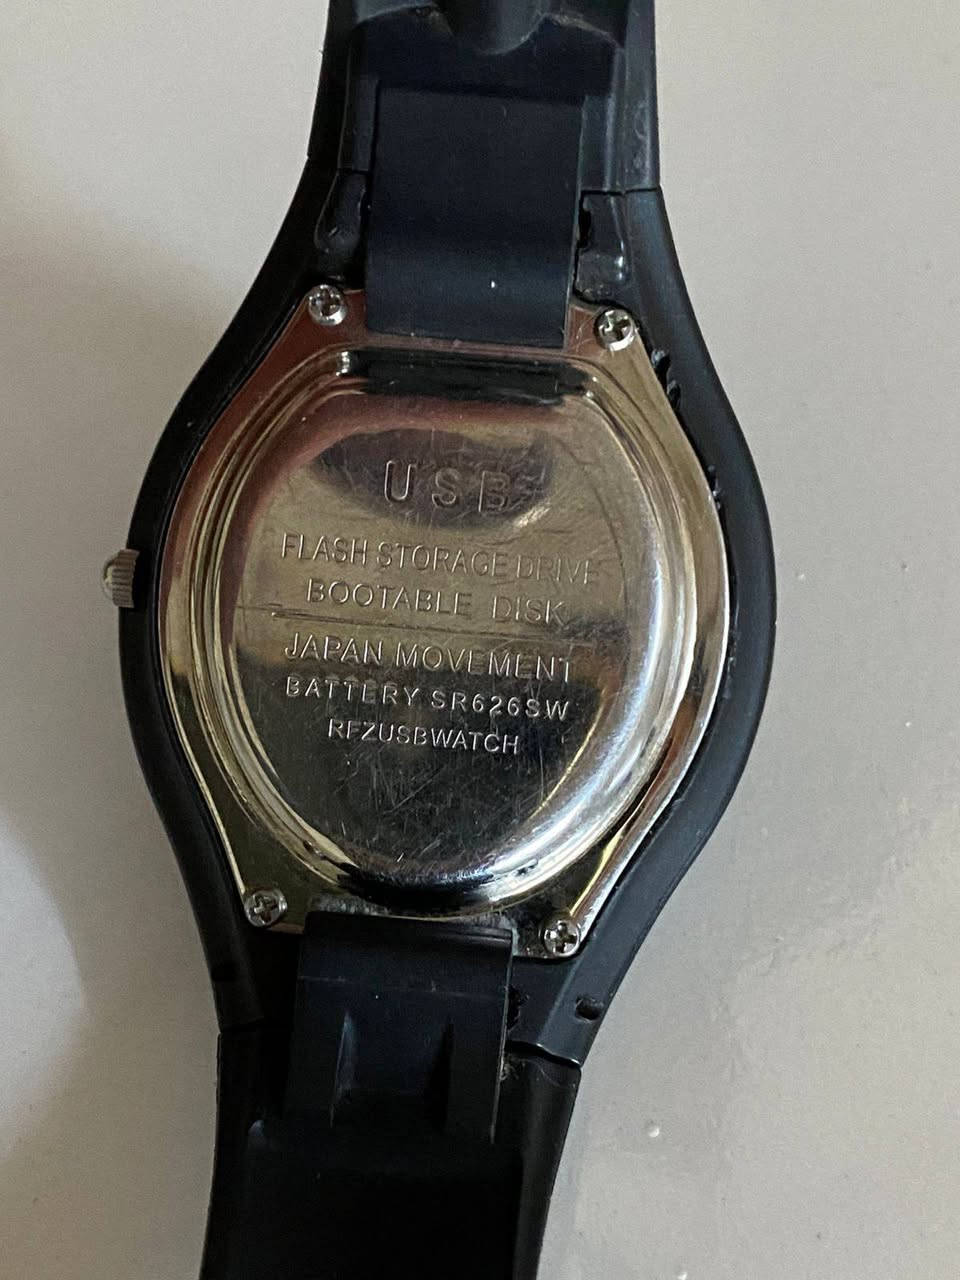 USB
FLASH STORAGE DRIVE
BOOTABLE DISK
JAPAN MOVEMENT
BATTERY SR626SW
RFZUSBWATCH